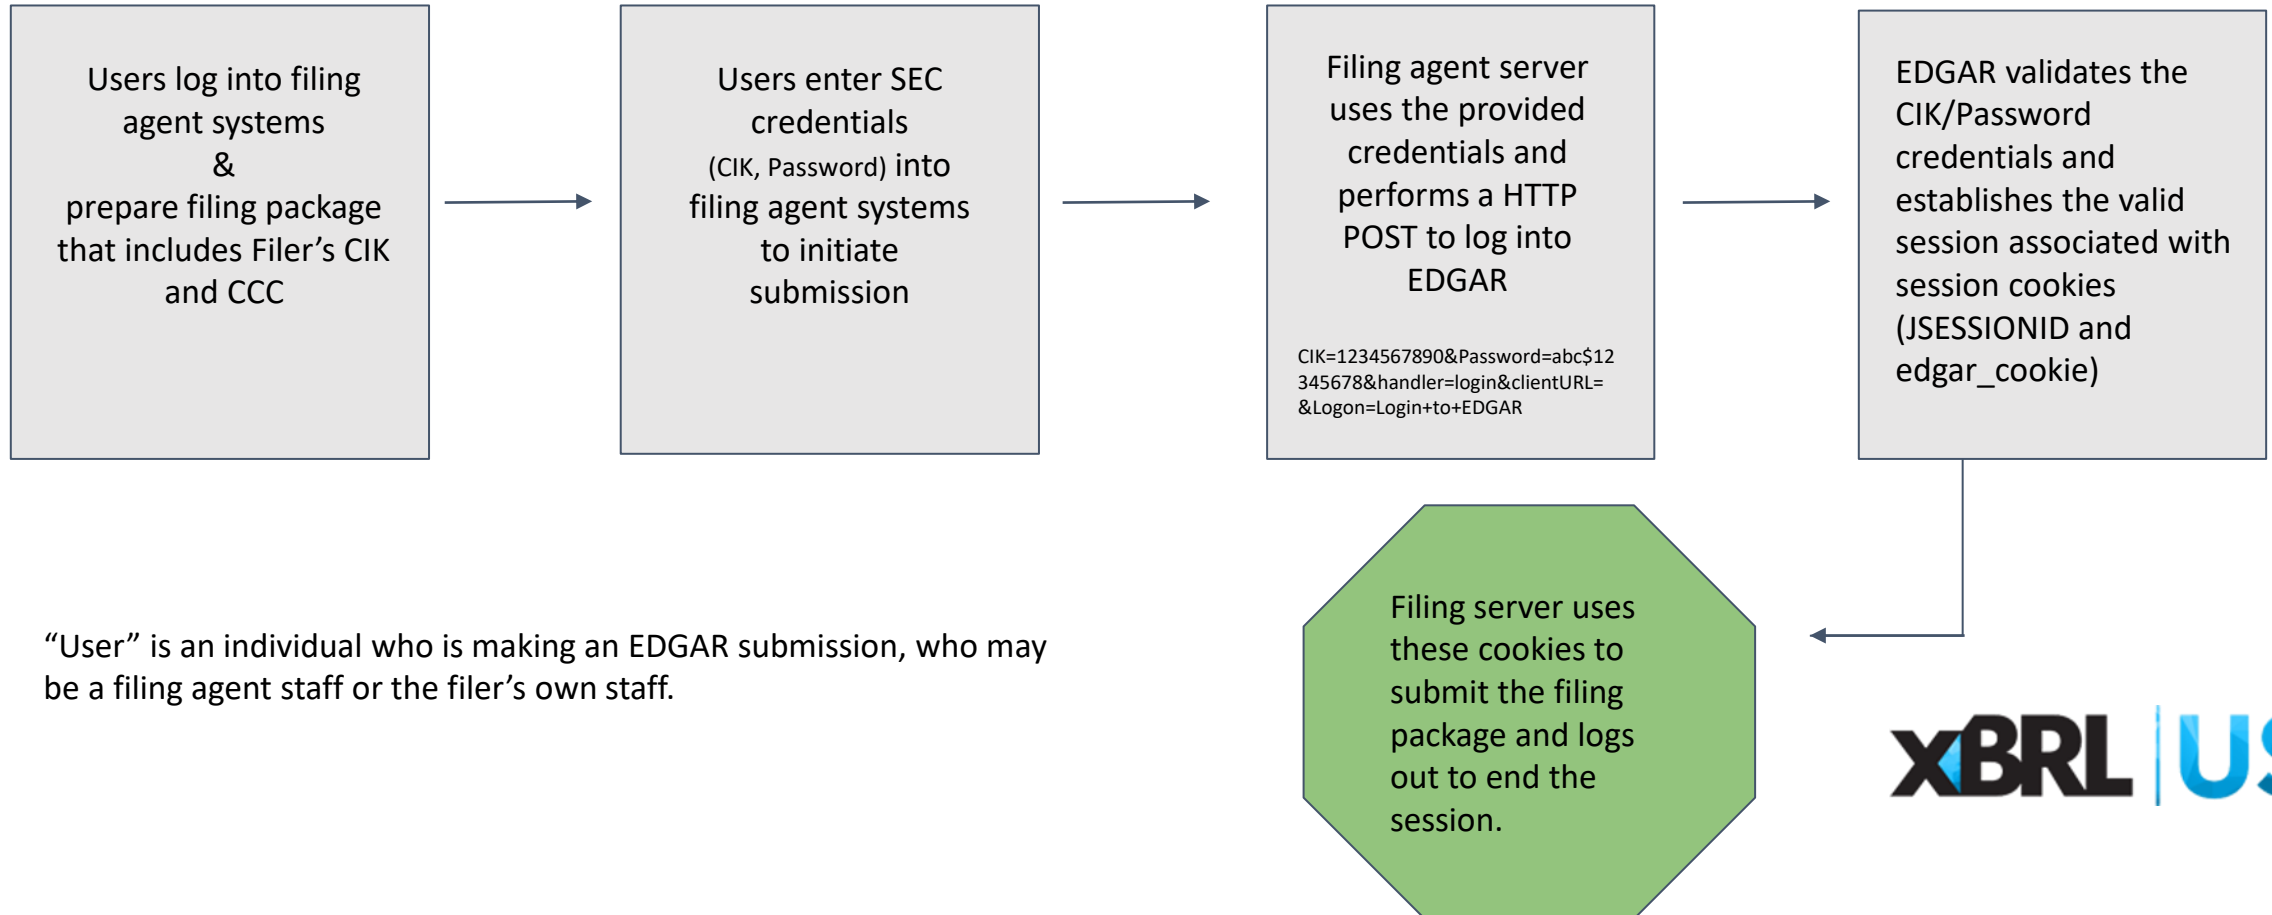 Users log into filing
agent systems
&
prepare filing package
that includes Filer's CIK
and CCC
Users enter SEC
credentials
(CIK, Password) into
filing agent systems
to initiate
submission
Filing agent server
uses the provided
credentials and
performs a HTTP
POST to log into
EDGAR
CIK=1234567890&Password=abc$12
345678&handler=login&clientURL=
&Logon=Login+to+EDGAR
EDGAR validates the
CIK/Password
credentials and
establishes the valid
session associated with
session cookies
(JSESSIONID and
edgar_cookie)
Filing server uses
these cookies to
submit the filing
package and logs
out to end the
session.
“User” is an individual who is making an EDGAR submission, who may
be a filing agent staff or the filer’s own staff.
XBRL US